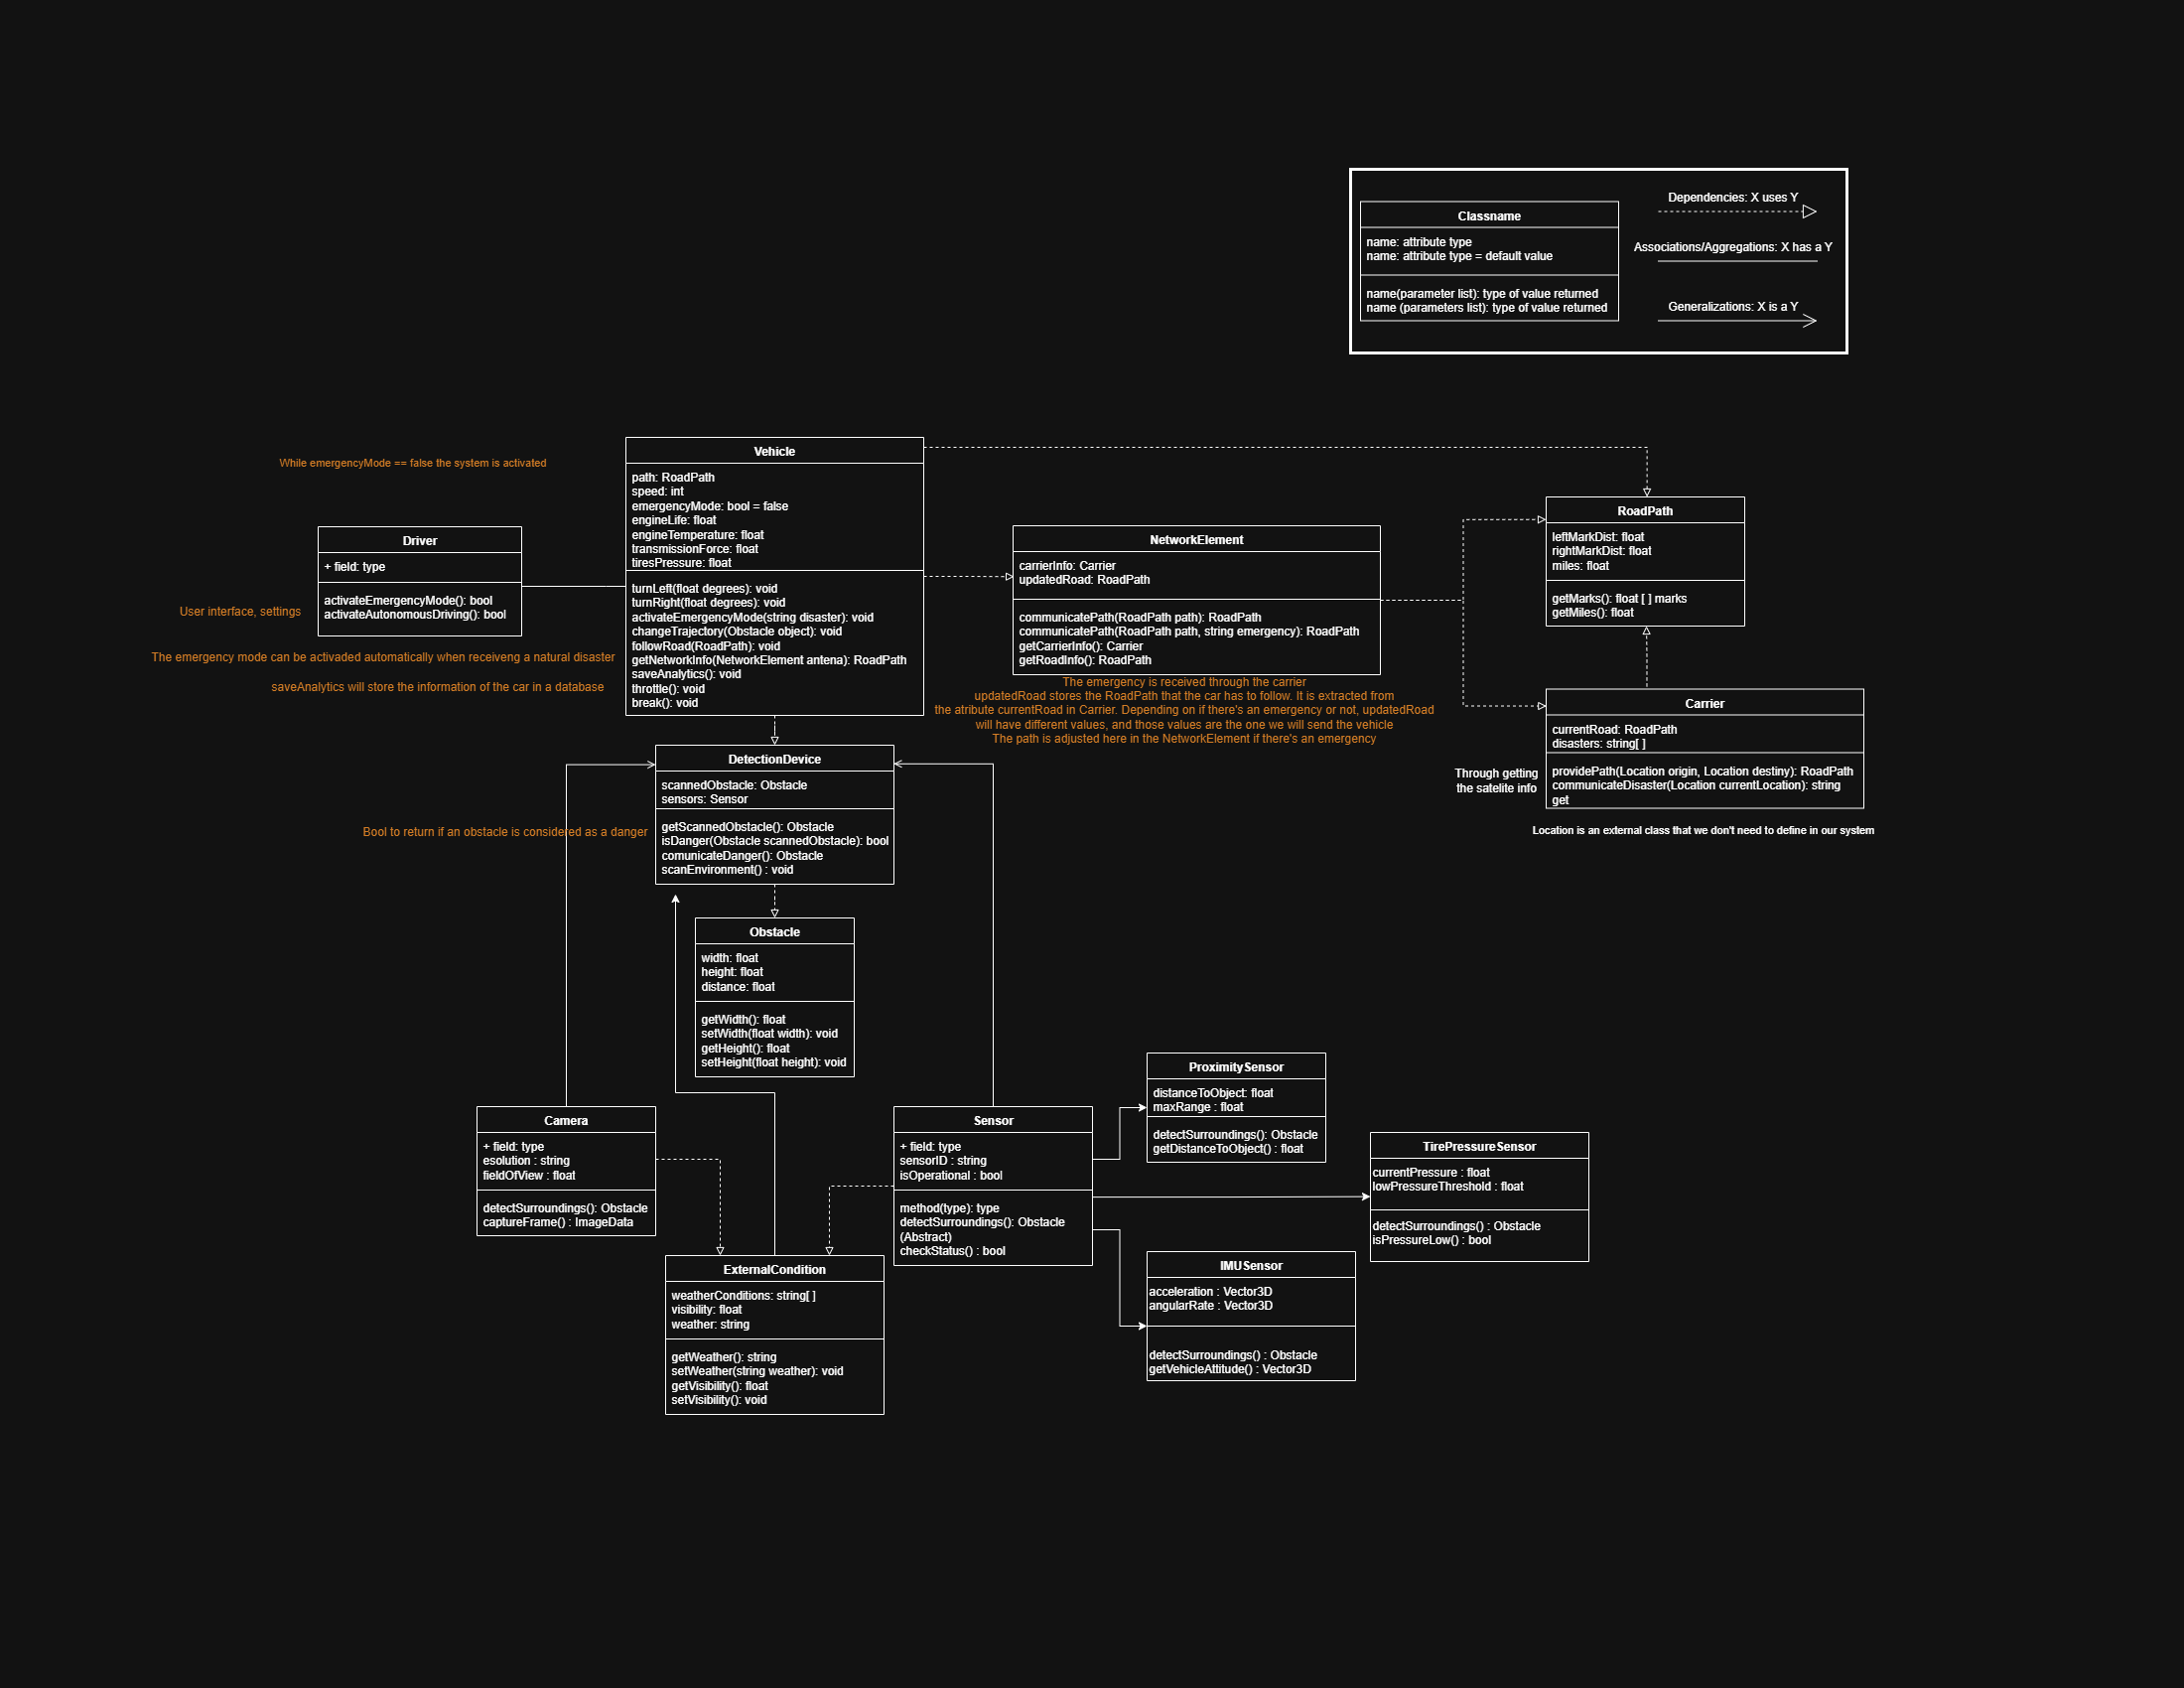 Classname
name: attribute type
name: attribute type = default value
name(parameter list): type of value returned
name (parameters list): type of value returned
Dependencies: X uses Y
Associations/Aggregations: X has a Y
Generalizations: X is a Y
While emergencyMode == false the system is activated
Driver
+ field: type
activateEmergencyMode(): bool
activateAutonomousDriving(): bool
User interface, settings
The emergency mode can be activaded automatically when receiveng a natural disaster
saveAnalytics will store the information of the car in a database
Vehicle
path: RoadPath
speed: int
emergencyMode: bool = false
engineLife: float
engineTemperature: float
transmissionForce: float
tiresPressure: float
turnLeft(float degrees): void
turnRight(float degrees): void
activateEmergencyMode(string disaster): void
changeTrajectory(Obstacle object): void
followRoad(RoadPath): void
getNetworkInfo(NetworkElement antena): RoadPath
saveAnalytics(): void
throttle(): void
break(): void
NetworkElement
carrierInfo: Carrier
updatedRoad: RoadPath
communicatePath(RoadPath path): RoadPath
communicatePath(RoadPath path, string emergency): RoadPath
getCarrierInfo(): Carrier
getRoadInfo(): RoadPath
The emergency is received through the carrier
updatedRoad stores the RoadPath that the car has to follow. It is extracted from
the atribute currentRoad in Carrier. Depending on if there's an emergency or not, updatedRoad
will have different values, and those values are the one we will send the vehicle
The path is adjusted here in the NetworkElement if there's an emergency
RoadPath
leftMarkDist: float
rightMarkDist: float
miles: float
getMarks(): float [ ] marks
getMiles(): float
Carrier
currentRoad: RoadPath
disasters: string[ ]
providePath(Location origin, Location destiny): RoadPath
communicateDisaster(Location currentLocation): string
get
Through getting
the satelite info
Location is an external class that we don't need to define in our system
DetectionDevice
scannedObstacle: Obstacle
sensors: Sensor
getScannedObstacle(): Obstacle
isDanger(Obstacle scannedObstacle): bool
comunicateDanger(): Obstacle
scanEnvironment() : void
Bool to return if an obstacle is considered as a danger
Obstacle
width: float
height: float
distance: float
getWidth(): float
setWidth(float width): void
getHeight(): float
setHeight(float height): void
Camera
+ field: type
esolution : string
fieldOfView : float
detectSurroundings(): Obstacle
captureFrame() : ImageData
Sensor
+ field: type
sensorID : string
isOperational : bool
method(type): type
detectSurroundings(): Obstacle
(Abstract)
checkStatus() : bool
ProximitySensor
distanceToObject: float
maxRange : float
detectSurroundings(): Obstacle
getDistanceToObject() : float
TirePressureSensor
currentPressure : float
lowPressureThreshold : float
detectSurroundings() : Obstacle
isPressureLow() : bool
IMUSensor
acceleration : Vector3D
angularRate : Vector3D
detectSurroundings() : Obstacle
getVehicleAttitude() : Vector3D
ExternalCondition
weatherConditions: string[ ]
visibility: float
weather: string
getWeather(): string
setWeather(string weather): void
getVisibility(): float
setVisibility(): void